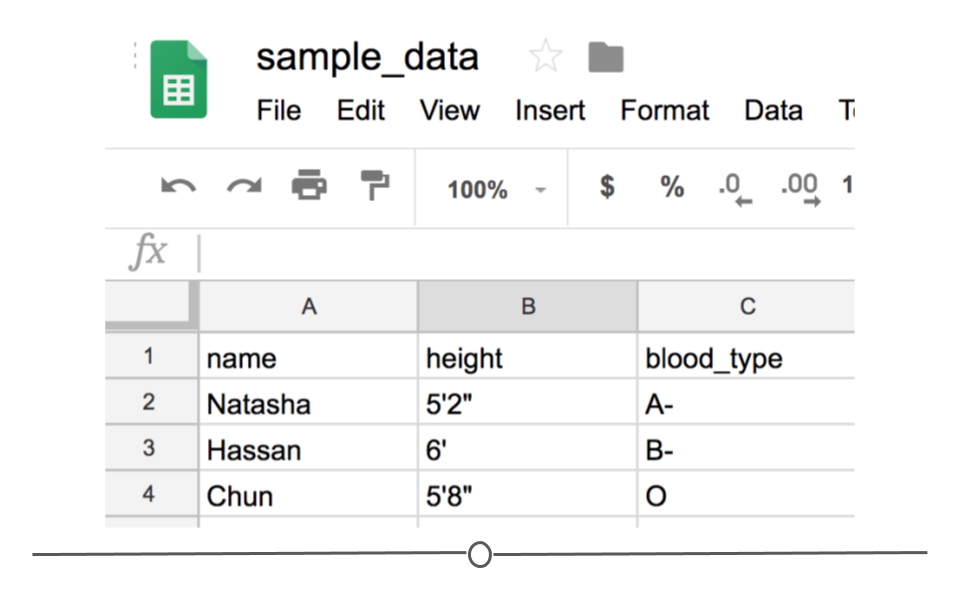 sample_data
File Edit View Insert Format Data
100% $ % .0 .00 1
fx
A B C
1 name height blood_type
2 Natasha 5'2" A-
3 Hassan 6' B-
4 Chun 5'8" O